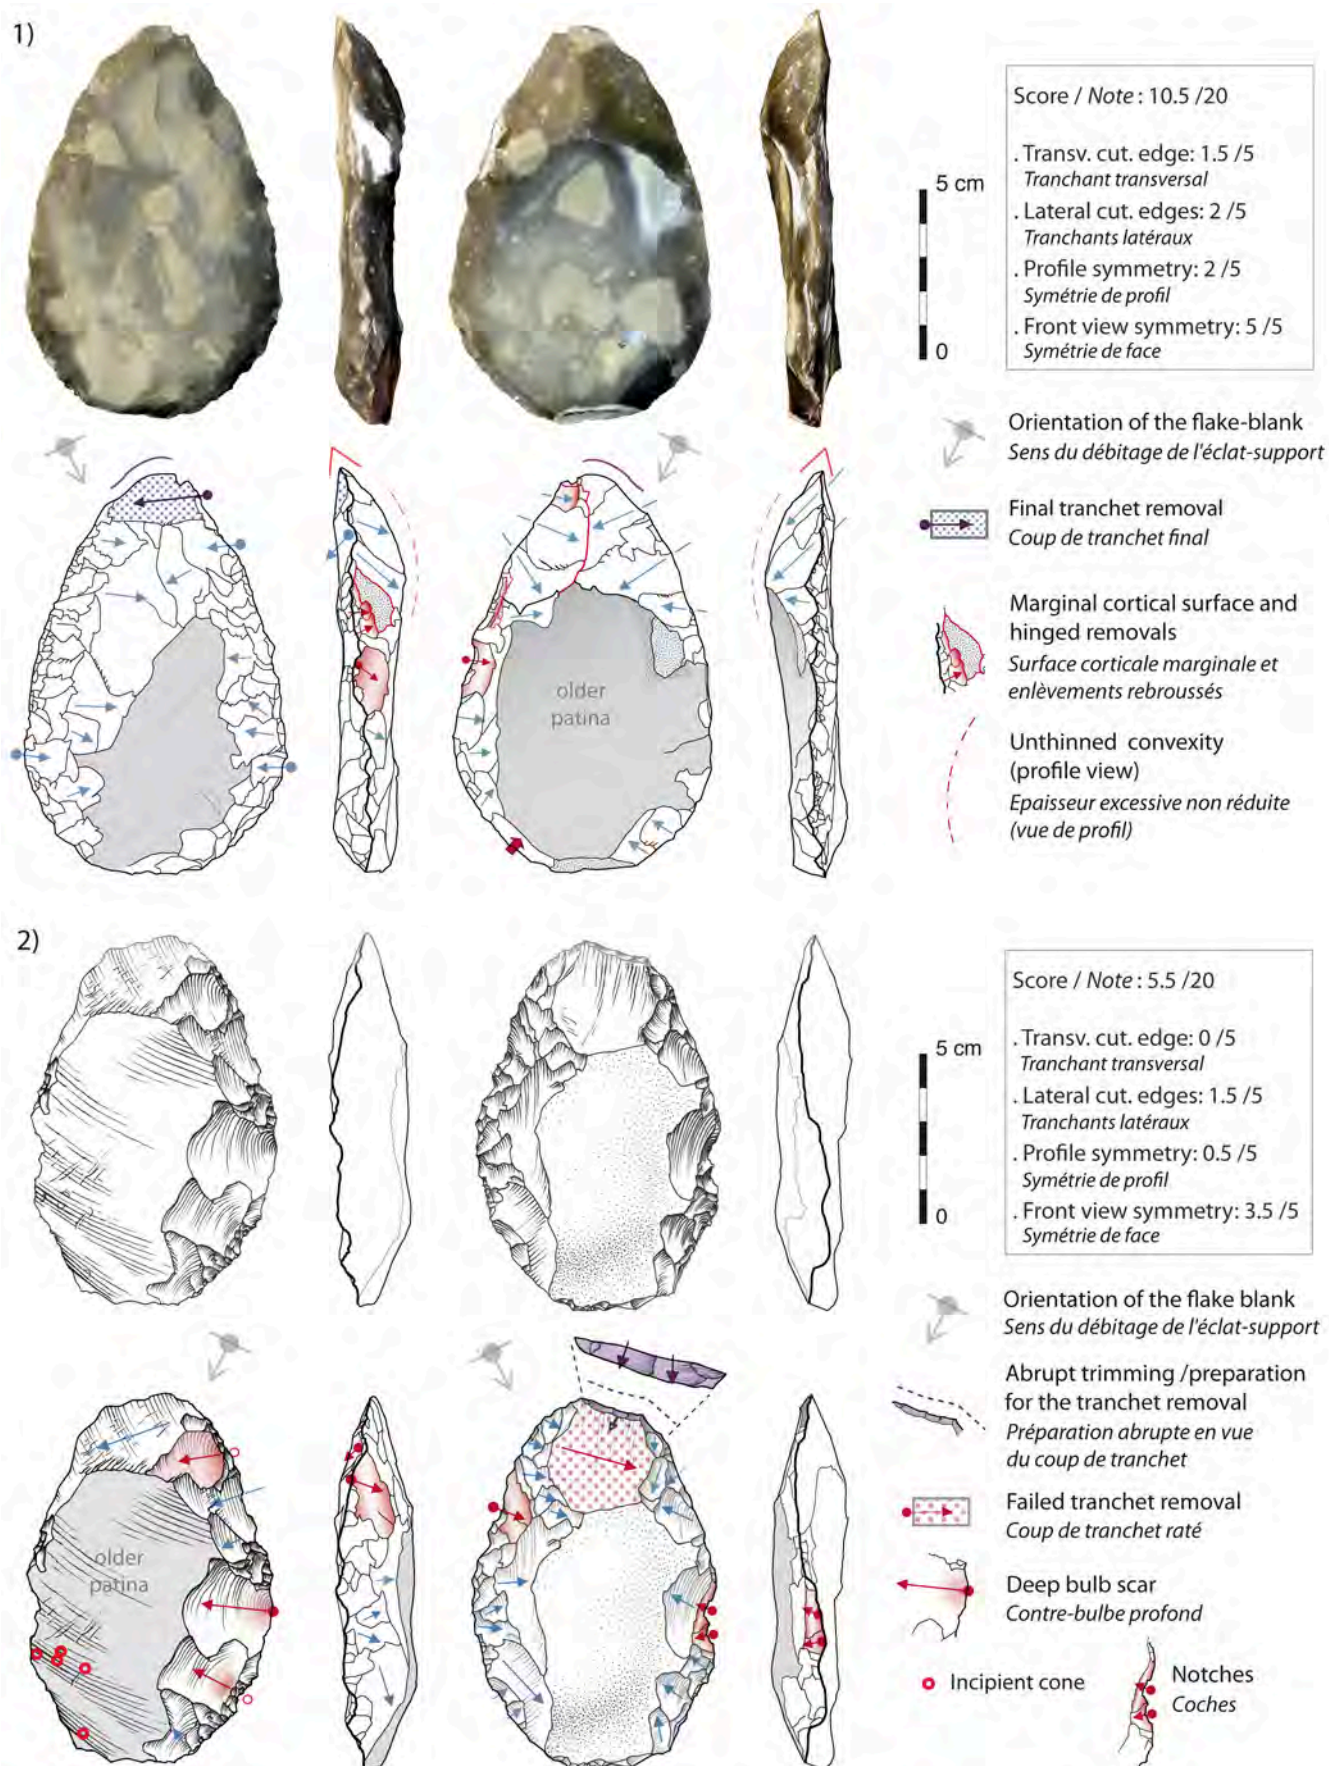 1)
Score / Note : 10.5 /20
. Transv. cut. edge: 1.5 /5
Tranchant transversal
. Lateral cut. edges: 2 /5
Tranchants latéraux
. Profile symmetry: 2 /5
Symétrie de profil
. Front view symmetry: 5 /5
Symétrie de face
5 cm
0
Orientation of the flake-blank
Sens du débitage de l'éclat-support
Final tranchet removal
Coup de tranchet final
Marginal cortical surface and
hinged removals
Surface corticale marginale et
enlèvements rebroussés
older
patina
Unthinned convexity
(profile view)
Epaisseur excessive non réduite
(vue de profil)
2)
Score / Note : 5.5 /20
. Transv. cut. edge: 0 /5
Tranchant transversal
. Lateral cut. edges: 1.5 /5
Tranchants latéraux
. Profile symmetry: 0.5 /5
Symétrie de profil
. Front view symmetry: 3.5 /5
Symétrie de face
5 cm
0
Orientation of the flake blank
Sens du débitage de l'éclat-support
Abrupt trimming /preparation
for the tranchet removal
Préparation abrupte en vue
du coup de tranchet
Failed tranchet removal
Coup de tranchet raté
older
patina
Deep bulb scar
Contre-bulbe profond
Incipient cone
Notches
Coches